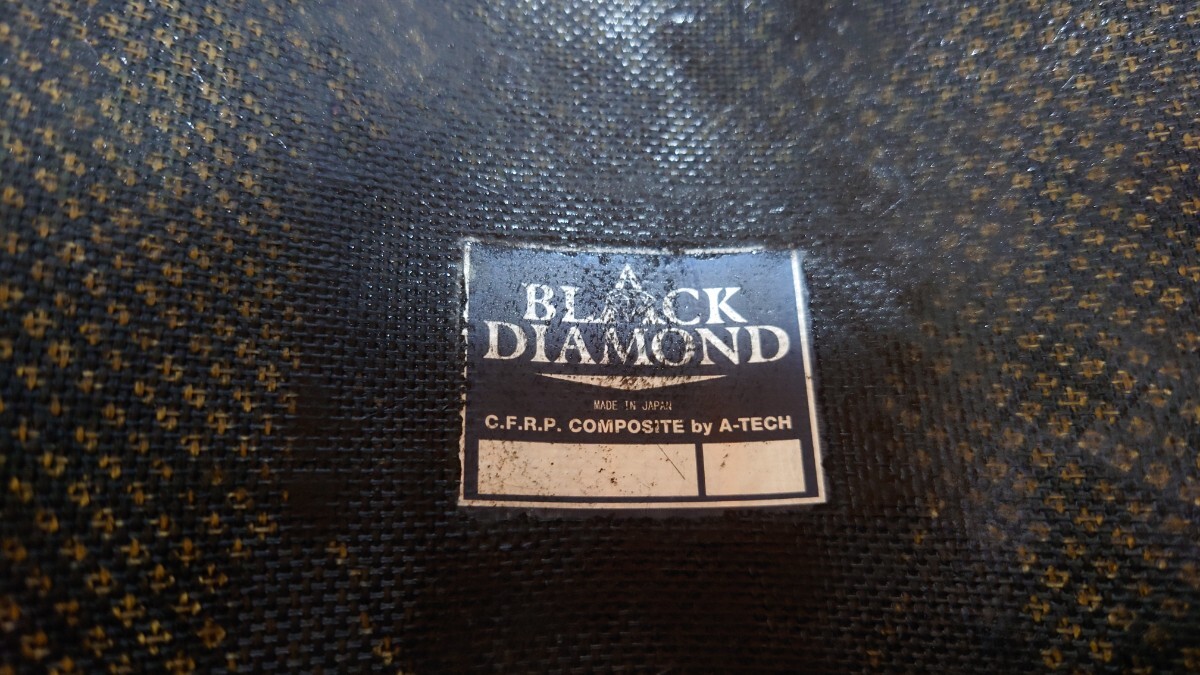 BLACK
DIAMOND
MADE IN JAPAN
C.F.R.P. COMPOSITE by A-TECH